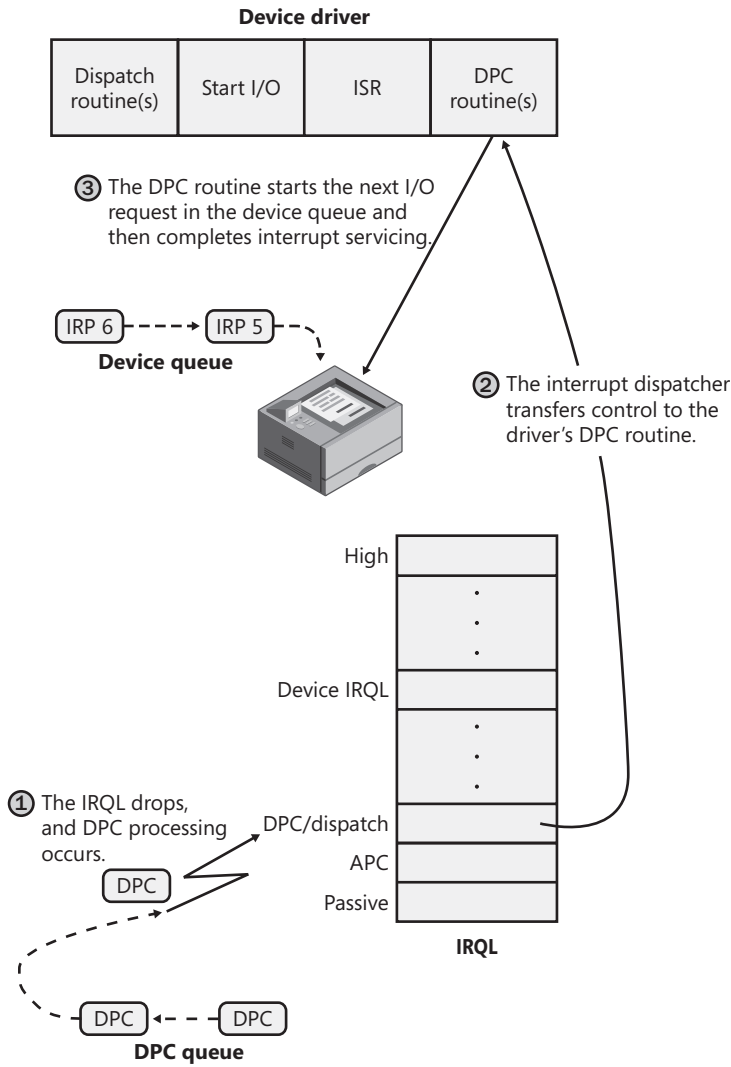 Device driver
Dispatch
routine(s)
Start I/O
ISR
DPC
routine(s)
3 The DPC routine starts the next I/O
request in the device queue and
then completes interrupt servicing.
IRP 6
IRP 5
Device queue
2 The interrupt dispatcher
transfers control to the
driver’s DPC routine.
High
Device IRQL
1 The IRQL drops,
and DPC processing
occurs.
DPC/dispatch
DPC
APC
Passive
IRQL
DPC
DPC
DPC queue